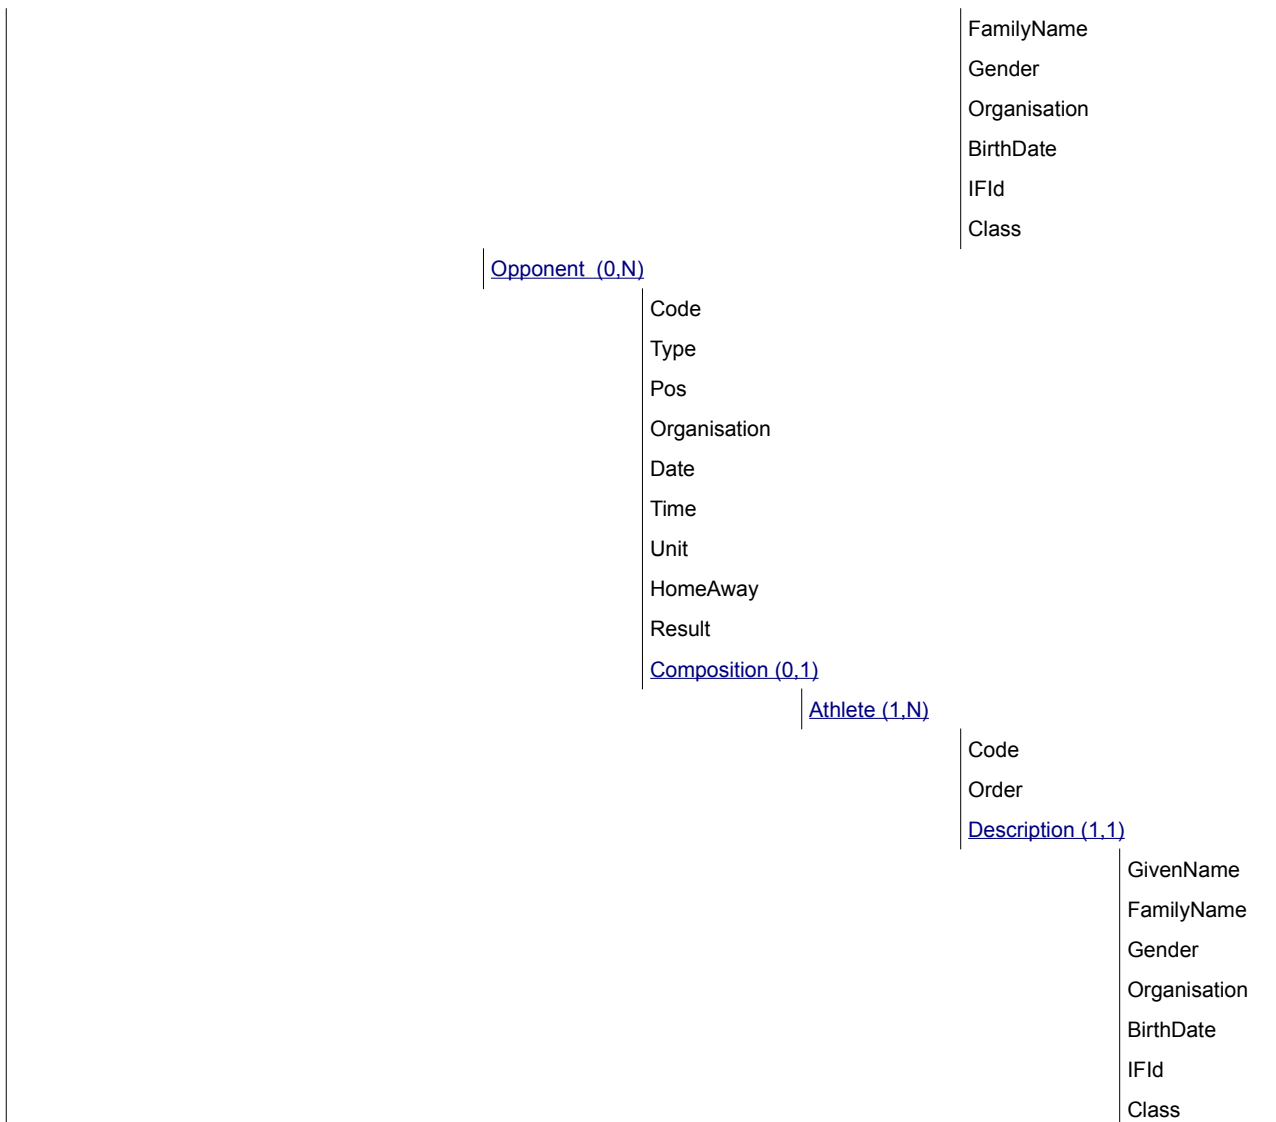 FamilyName
Gender
Organisation
BirthDate
IFId
Class
Opponent (0,N)
Code
Type
Pos
Organisation
Date
Time
Unit
HomeAway
Result
Composition (0,1)
Athlete (1,N)
Code
Order
Description (1,1)
GivenName
FamilyName
Gender
Organisation
BirthDate
IFId
Class